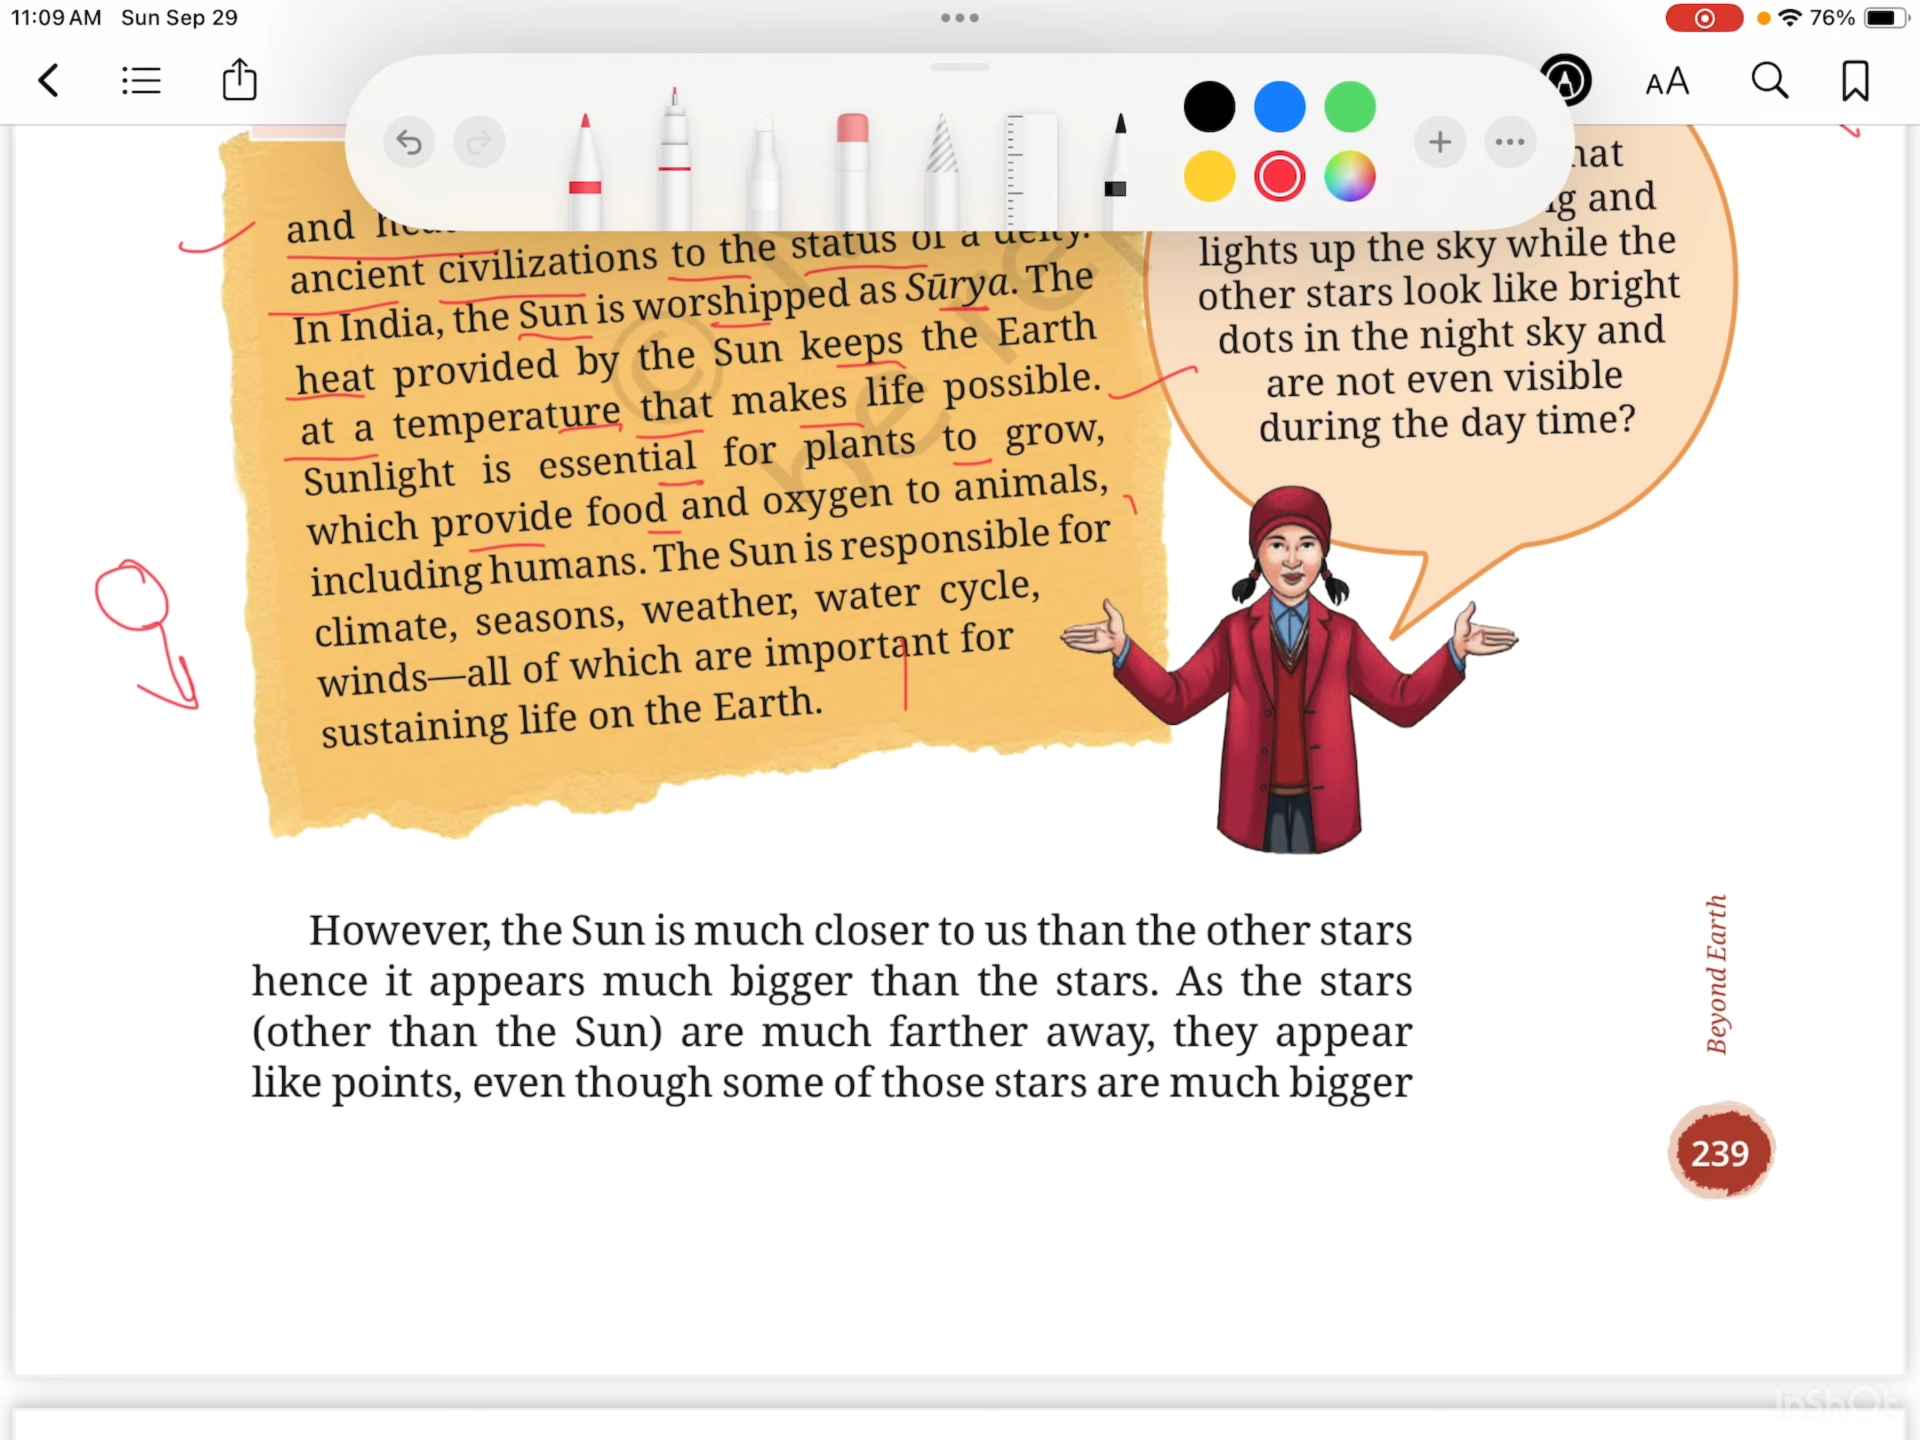 11:09 AM Sun Sep 29
76%
AA
and
ancient civilizations to the status of a deity.
In India, the Sun is worshipped as Sūrya. The
heat provided by the Sun keeps the Earth
at a temperature that makes life possible.
Sunlight is essential for plants to grow,
which provide food and oxygen to animals,
including humans. The Sun is responsible for
climate, seasons, weather, water cycle,
winds—all of which are important for
sustaining life on the Earth.
hat
and
lights up the sky while the
other stars look like bright
dots in the night sky and
are not even visible
during the day time?
However, the Sun is much closer to us than the other stars
hence it appears much bigger than the stars. As the stars
(other than the Sun) are much farther away, they appear
like points, even though some of those stars are much bigger
Beyond Earth
239
InShOt